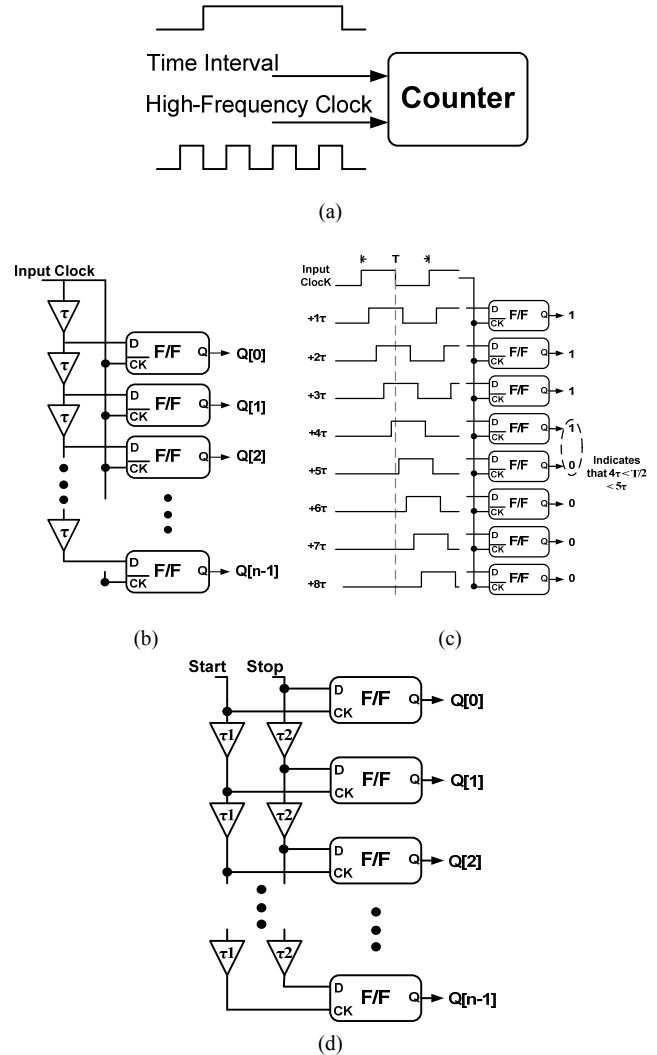 Time Interval
High-Frequency Clock
Counter
(a)
Input Clock
τ
D F/F Q Q[0]
CK
τ
D F/F Q Q[1]
CK
τ
D F/F Q Q[2]
CK
τ
D F/F Q Q[n-1]
CK
(b)
T
Input
ClocK
+1τ D F/F Q 1
CK
+2τ D F/F Q 1
CK
+3τ D F/F Q 1
CK
+4τ D F/F Q 1
CK
+5τ D F/F Q 0
CK
+6τ D F/F Q 0
CK
+7τ D F/F Q 0
CK
+8τ D F/F Q 0
CK
Indicates
that 4τ<T/2
<5τ
(c)
Start Stop
D F/F Q Q[0]
CK
τ1 τ2
D F/F Q Q[1]
CK
τ1 τ2
D F/F Q Q[2]
CK
τ1 τ2
D F/F Q Q[n-1]
CK
(d)